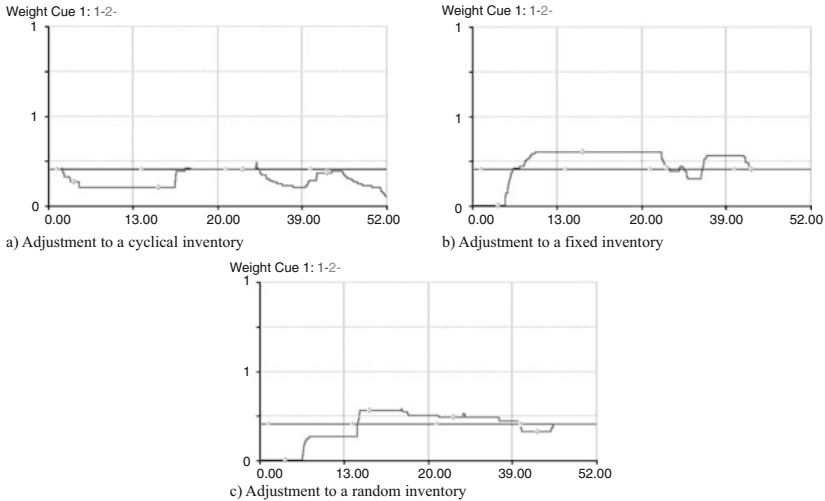 Weight Cue 1: 1-2-
1
1
0
0.00 13.00 20.00 39.00 52.00
a) Adjustment to a cyclical inventory
Weight Cue 1: 1-2-
1
1
0
0.00 13.00 20.00 39.00 52.00
b) Adjustment to a fixed inventory
Weight Cue 1: 1-2-
1
1
0
0.00 13.00 20.00 39.00 52.00
c) Adjustment to a random inventory